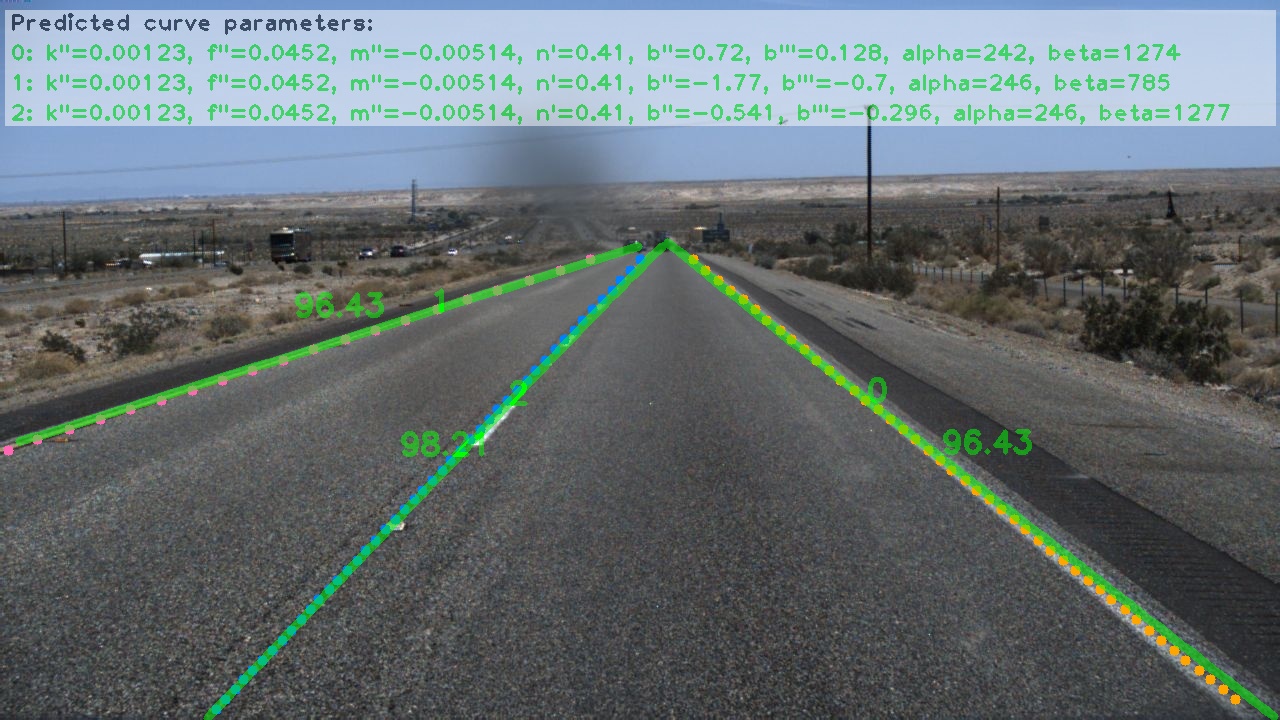 Predicted curve parameters:
0: k''=0.00123, f''=0.0452, m''=-0.00514, n'=0.41, b''=0.72, b'''=0.128, alpha=242, beta=1274
1: k''=0.00123, f''=0.0452, m''=-0.00514, n'=0.41, b''=-1.77, b'''=-0.7, alpha=246, beta=785
2: k''=0.00123, f''=0.0452, m''=-0.00514, n'=0.41, b''=-0.541, b'''=-0.296, alpha=246, beta=1277
96.43 1
2 0
98.21 96.43